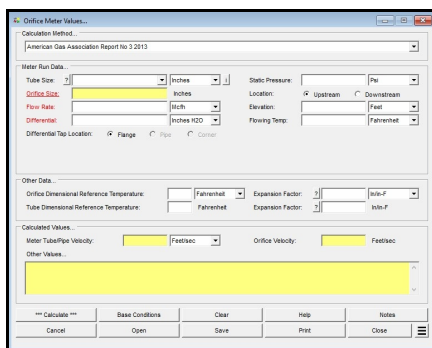 Orifice Meter Values...
Calculation Method...
American Gas Association Report No 3 2013
Meter Run Data...
Tube Size: ? Inches i Static Pressure: Psi
Orifice Size: Inches Location: Upstream Downstream
Flow Rate: Mcfh Elevation: Feet
Differential: Inches H2O Flowing Temp: Fahrenheit
Differential Tap Location: Flange Pipe Corner
Other Data...
Orifice Dimensional Reference Temperature: Fahrenheit Expansion Factor: ? In/In-F
Tube Dimensional Reference Temperature: Fahrenheit Expansion Factor: ? In/In-F
Calculated Values...
Meter Tube/Pipe Velocity: Feet/sec Orifice Velocity: Feet/sec
Other Values...
*** Calculate *** Base Conditions Clear Help Notes
Cancel Open Save Print Close